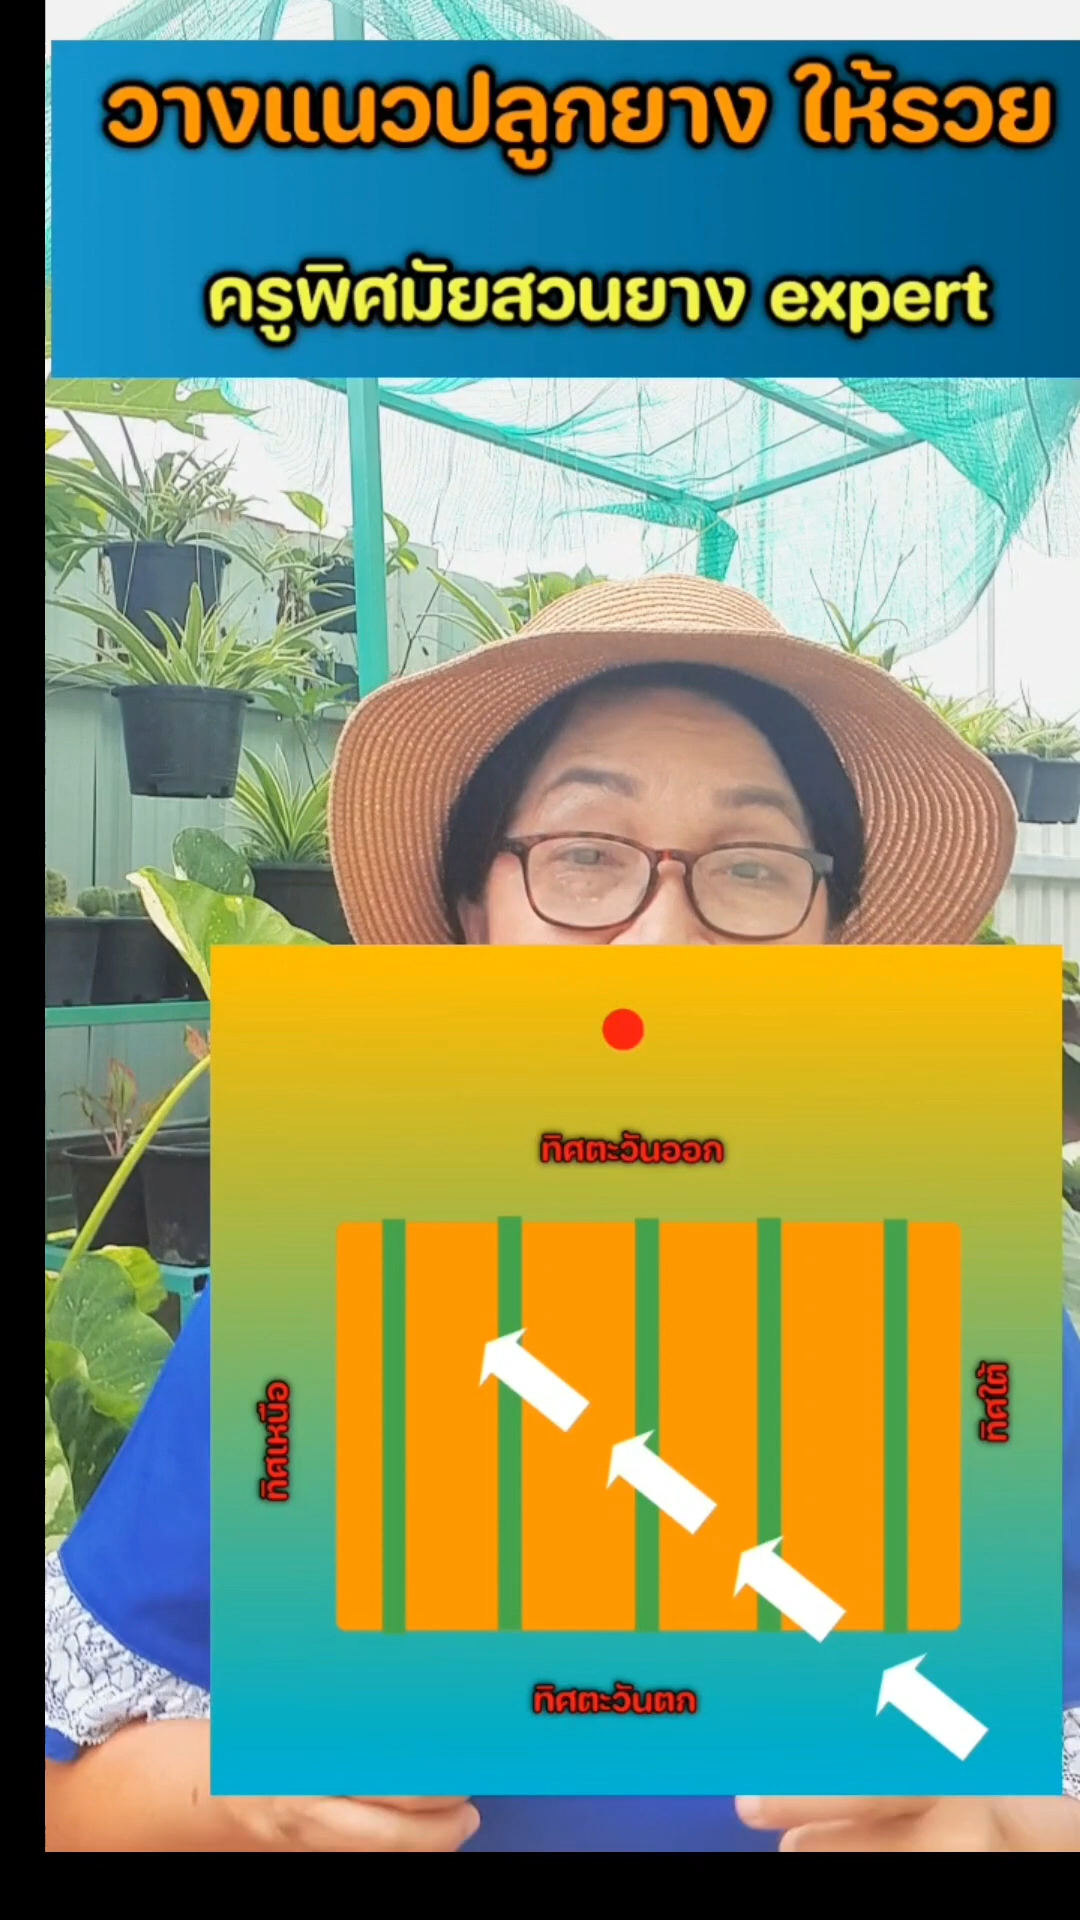 วางแนวปลูกยาง ให้รวย
ครูพิศมัยสวนยาง expert
ทิศตะวันออก
ทิศเหนือ
ทิศใต้
ทิศตะวันตก